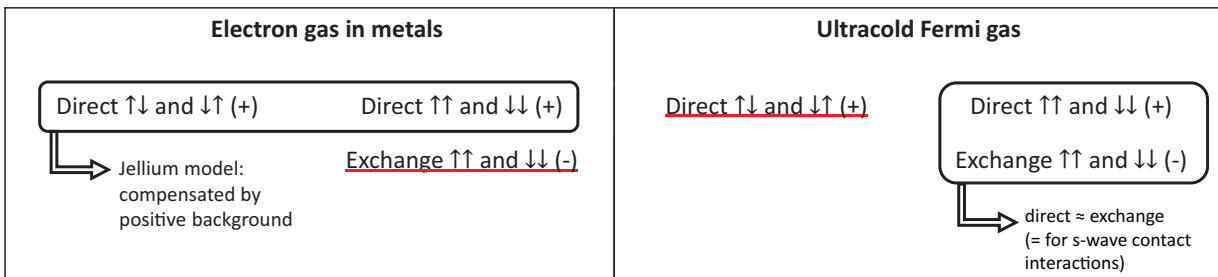 Electron gas in metals
Direct ↑↓ and ↓↑ (+)
Direct ↑↑ and ↓↓ (+)
Exchange ↑↑ and ↓↓ (-)
Jellium model:
compensated by
positive background
Ultracold Fermi gas
Direct ↑↓ and ↓↑ (+)
Direct ↑↑ and ↓↓ (+)
Exchange ↑↑ and ↓↓ (-)
direct ≈ exchange
(= for s-wave contact
interactions)